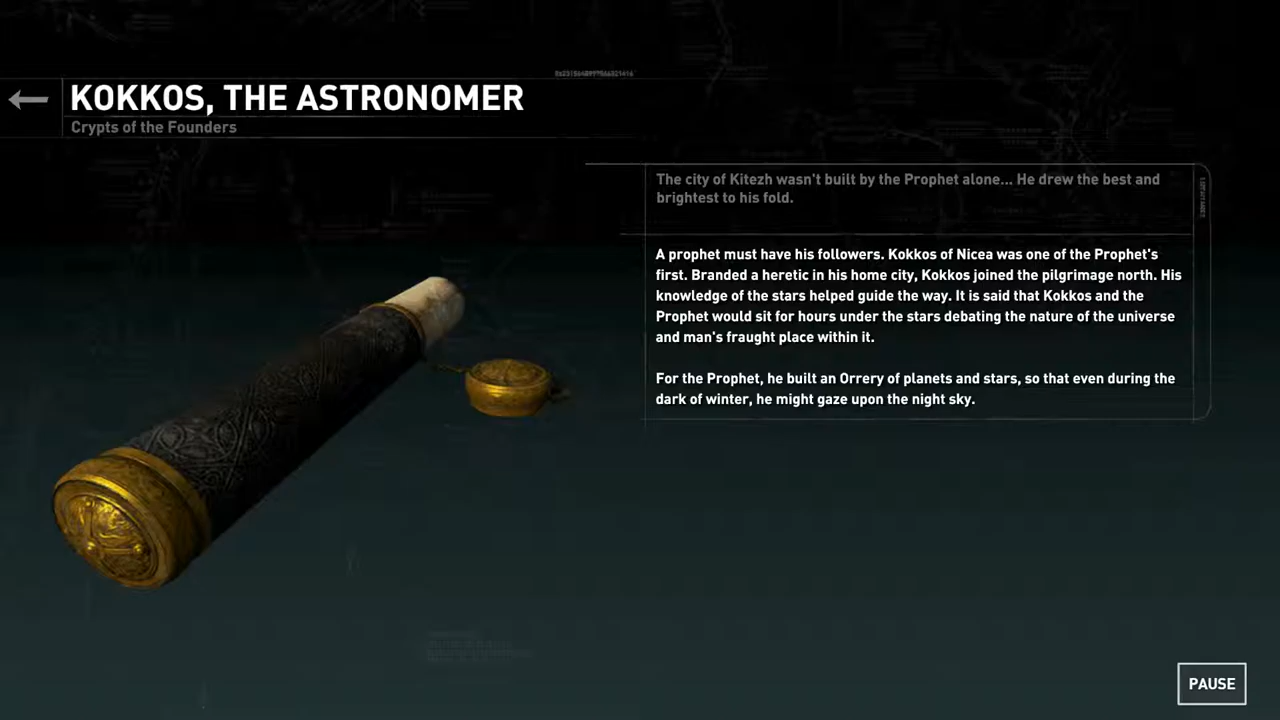 KOKKOS, THE ASTRONOMER
Crypts of the Founders
The city of Kitezh wasn't built by the Prophet alone... He drew the best and
brightest to his fold.
A prophet must have his followers. Kokkos of Nicea was one of the Prophet's
first. Branded a heretic in his home city, Kokkos joined the pilgrimage north. His
knowledge of the stars helped guide the way. It is said that Kokkos and the
Prophet would sit for hours under the stars debating the nature of the universe
and man's fraught place within it.
For the Prophet, he built an Orrery of planets and stars, so that even during the
dark of winter, he might gaze upon the night sky.
PAUSE